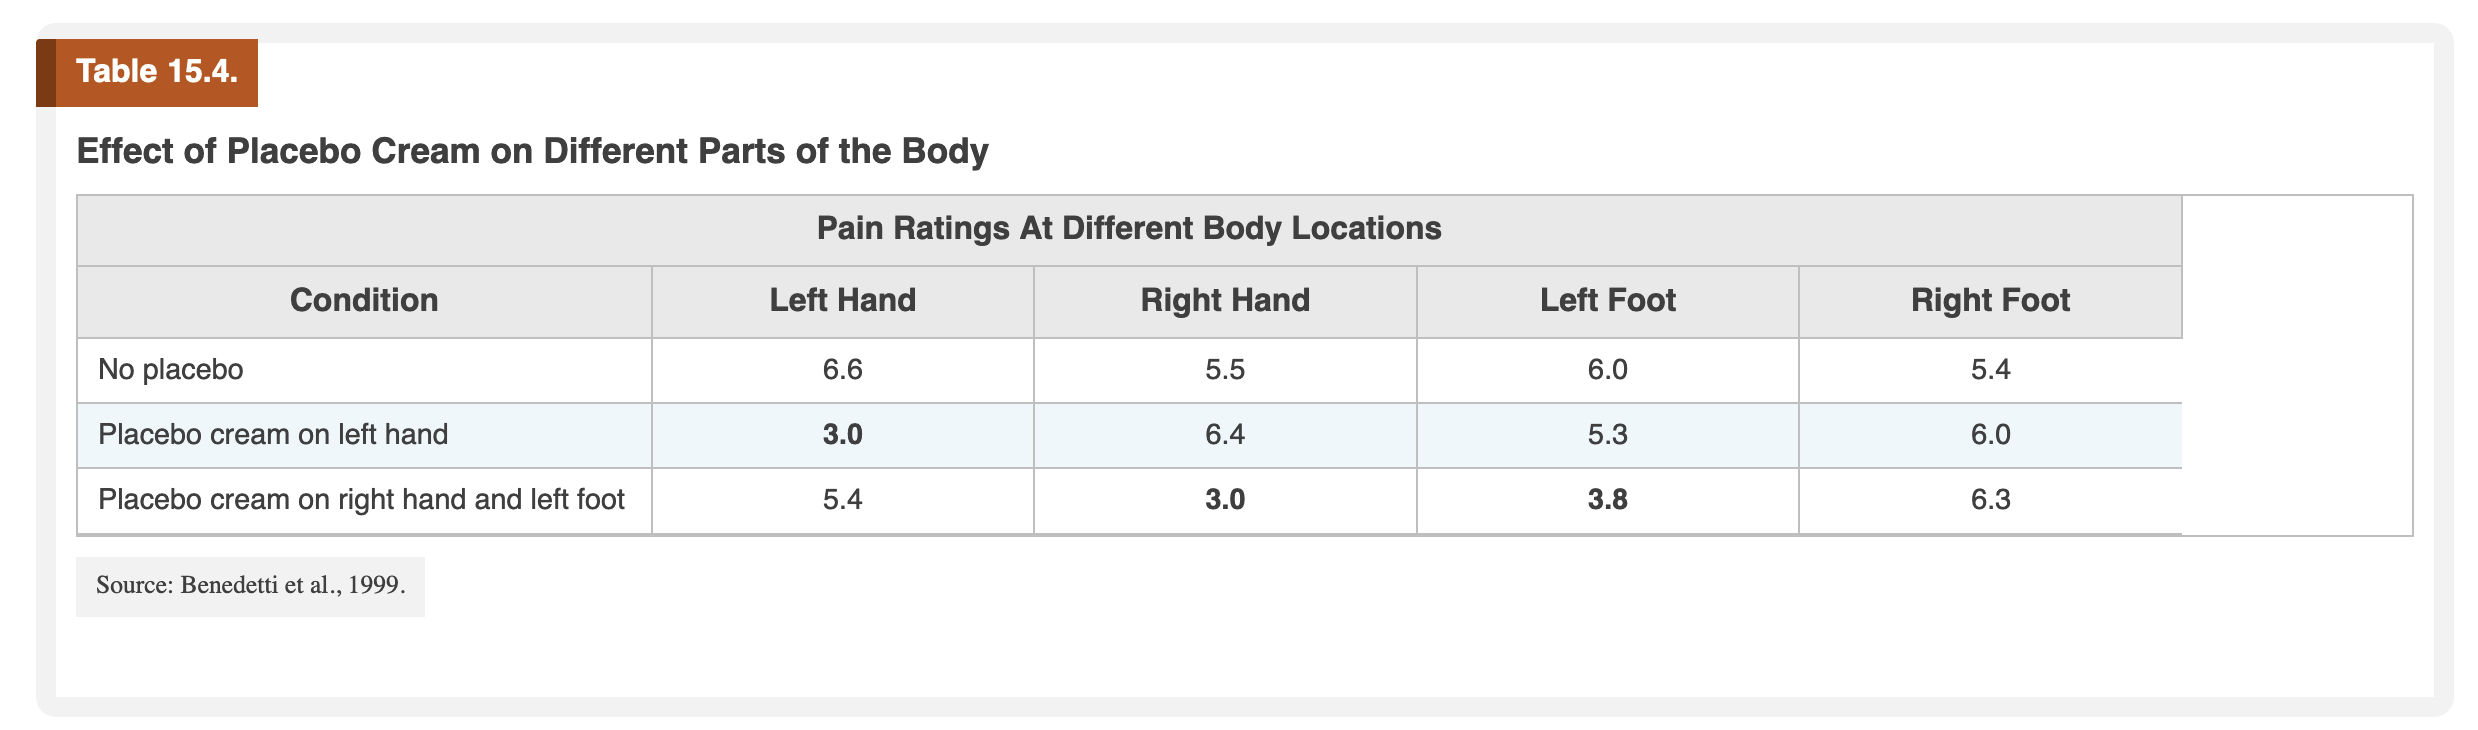 Table 15.4.
Effect of Placebo Cream on Different Parts of the Body
Pain Ratings At Different Body Locations
Condition Left Hand Right Hand Left Foot Right Foot
No placebo 6.6 5.5 6.0 5.4
Placebo cream on left hand 3.0 6.4 5.3 6.0
Placebo cream on right hand and left foot 5.4 3.0 3.8 6.3
Source: Benedetti et al., 1999.